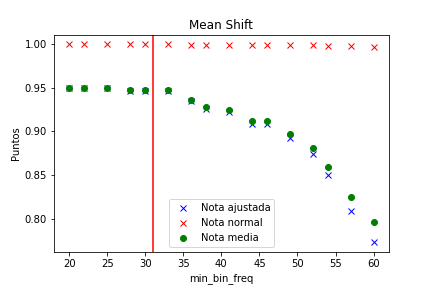 Mean Shift
Puntos
1.00
0.95
0.90
0.85
0.80
Nota ajustada
Nota normal
Nota media
20 25 30 35 40 45 50 55 60
min_bin_freq